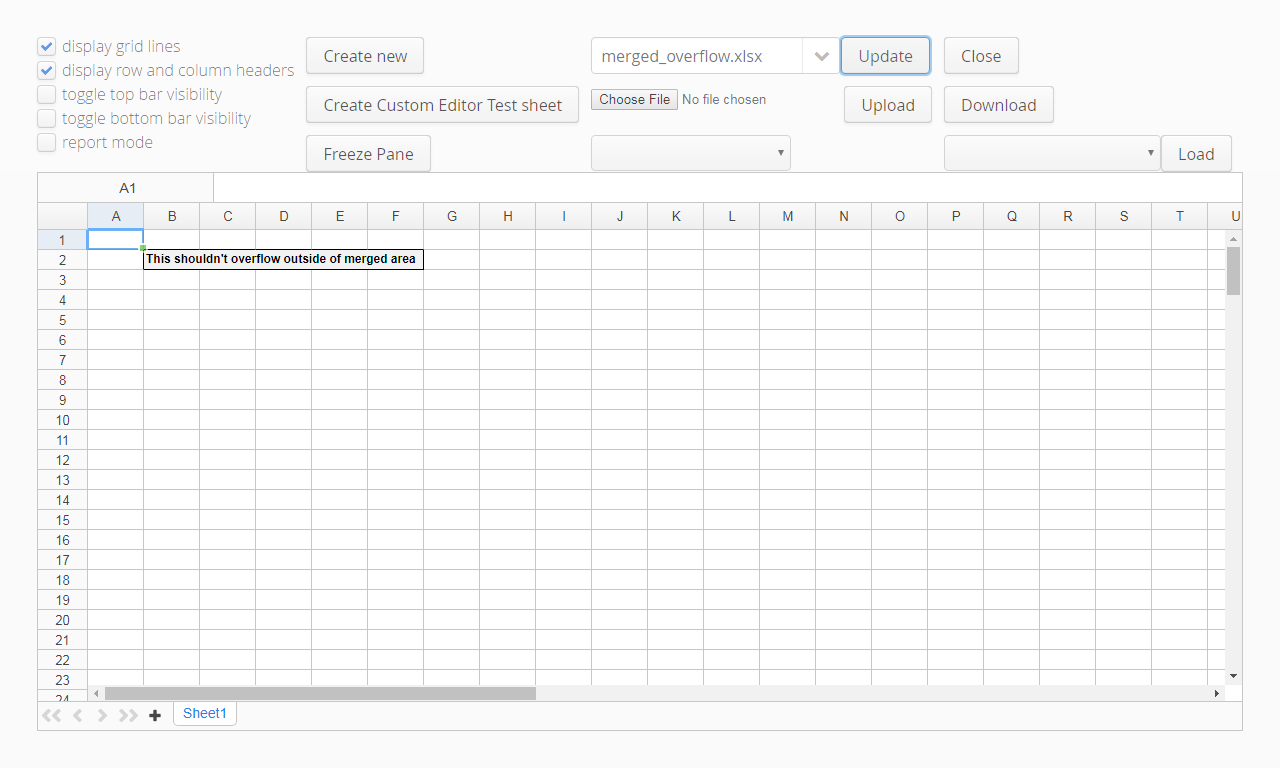 display grid lines
display row and column headers
toggle top bar visibility
toggle bottom bar visibility
report mode
Create new
merged_overflow.xlsx
Update
Close
Create Custom Editor Test sheet
Choose File No file chosen
Upload
Download
Freeze Pane
Load
A1
A B C D E F G H I J K L M N O P Q R S T U
1
2 This shouldn't overflow outside of merged area
3
4
5
6
7
8
9
10
11
12
13
14
15
16
17
18
19
20
21
22
23
24
Sheet1